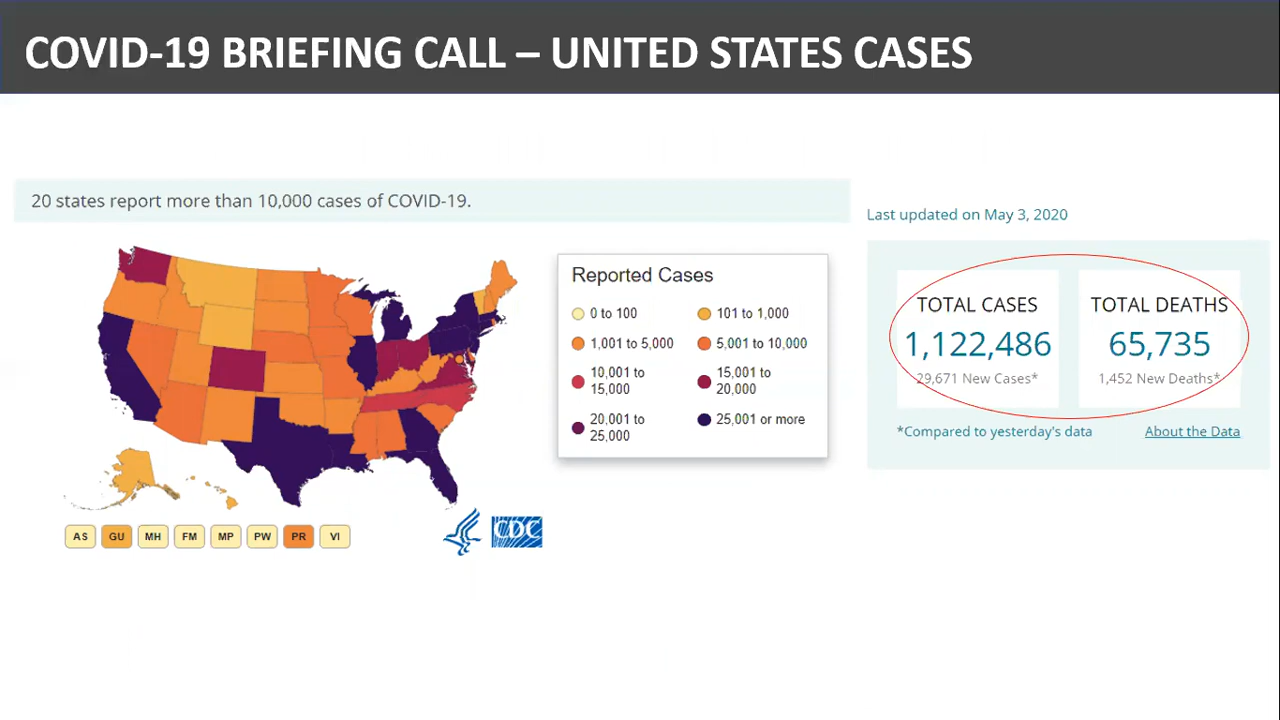 COVID-19 BRIEFING CALL – UNITED STATES CASES
20 states report more than 10,000 cases of COVID-19.
Last updated on May 3, 2020
Reported Cases
0 to 100
101 to 1,000
1,001 to 5,000
5,001 to 10,000
10,001 to
15,000
15,001 to
20,000
20,001 to
25,000
25,001 or more
TOTAL CASES
1,122,486
29,671 New Cases*
TOTAL DEATHS
65,735
1,452 New Deaths*
*Compared to yesterday's data
About the Data
AS GU MH FM MP PW PR VI
CDC